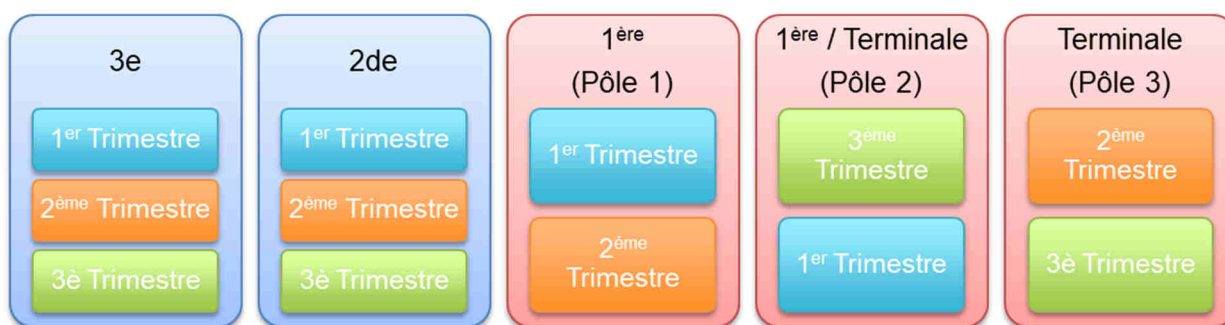 3e
1er Trimestre
2ème Trimestre
3è Trimestre
2de
1er Trimestre
2ème Trimestre
3è Trimestre
1ère
(Pôle 1)
1er Trimestre
2ème
Trimestre
1ère / Terminale
(Pôle 2)
3ème
Trimestre
1er Trimestre
Terminale
(Pôle 3)
2ème
Trimestre
3è Trimestre